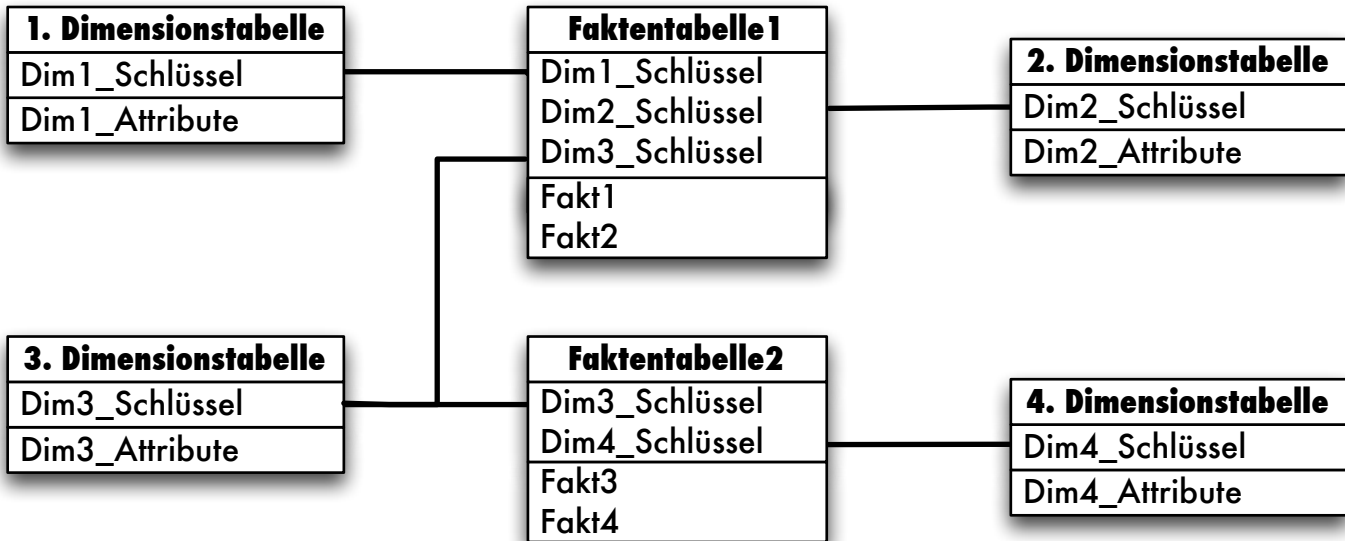 1. Dimensionstabelle
Dim1_Schlüssel
Dim1_Attribute
Faktentabelle1
Dim1_Schlüssel
Dim2_Schlüssel
Dim3_Schlüssel
Fakt1
Fakt2
2. Dimensionstabelle
Dim2_Schlüssel
Dim2_Attribute
3. Dimensionstabelle
Dim3_Schlüssel
Dim3_Attribute
Faktentabelle2
Dim3_Schlüssel
Dim4_Schlüssel
Fakt3
Fakt4
4. Dimensionstabelle
Dim4_Schlüssel
Dim4_Attribute